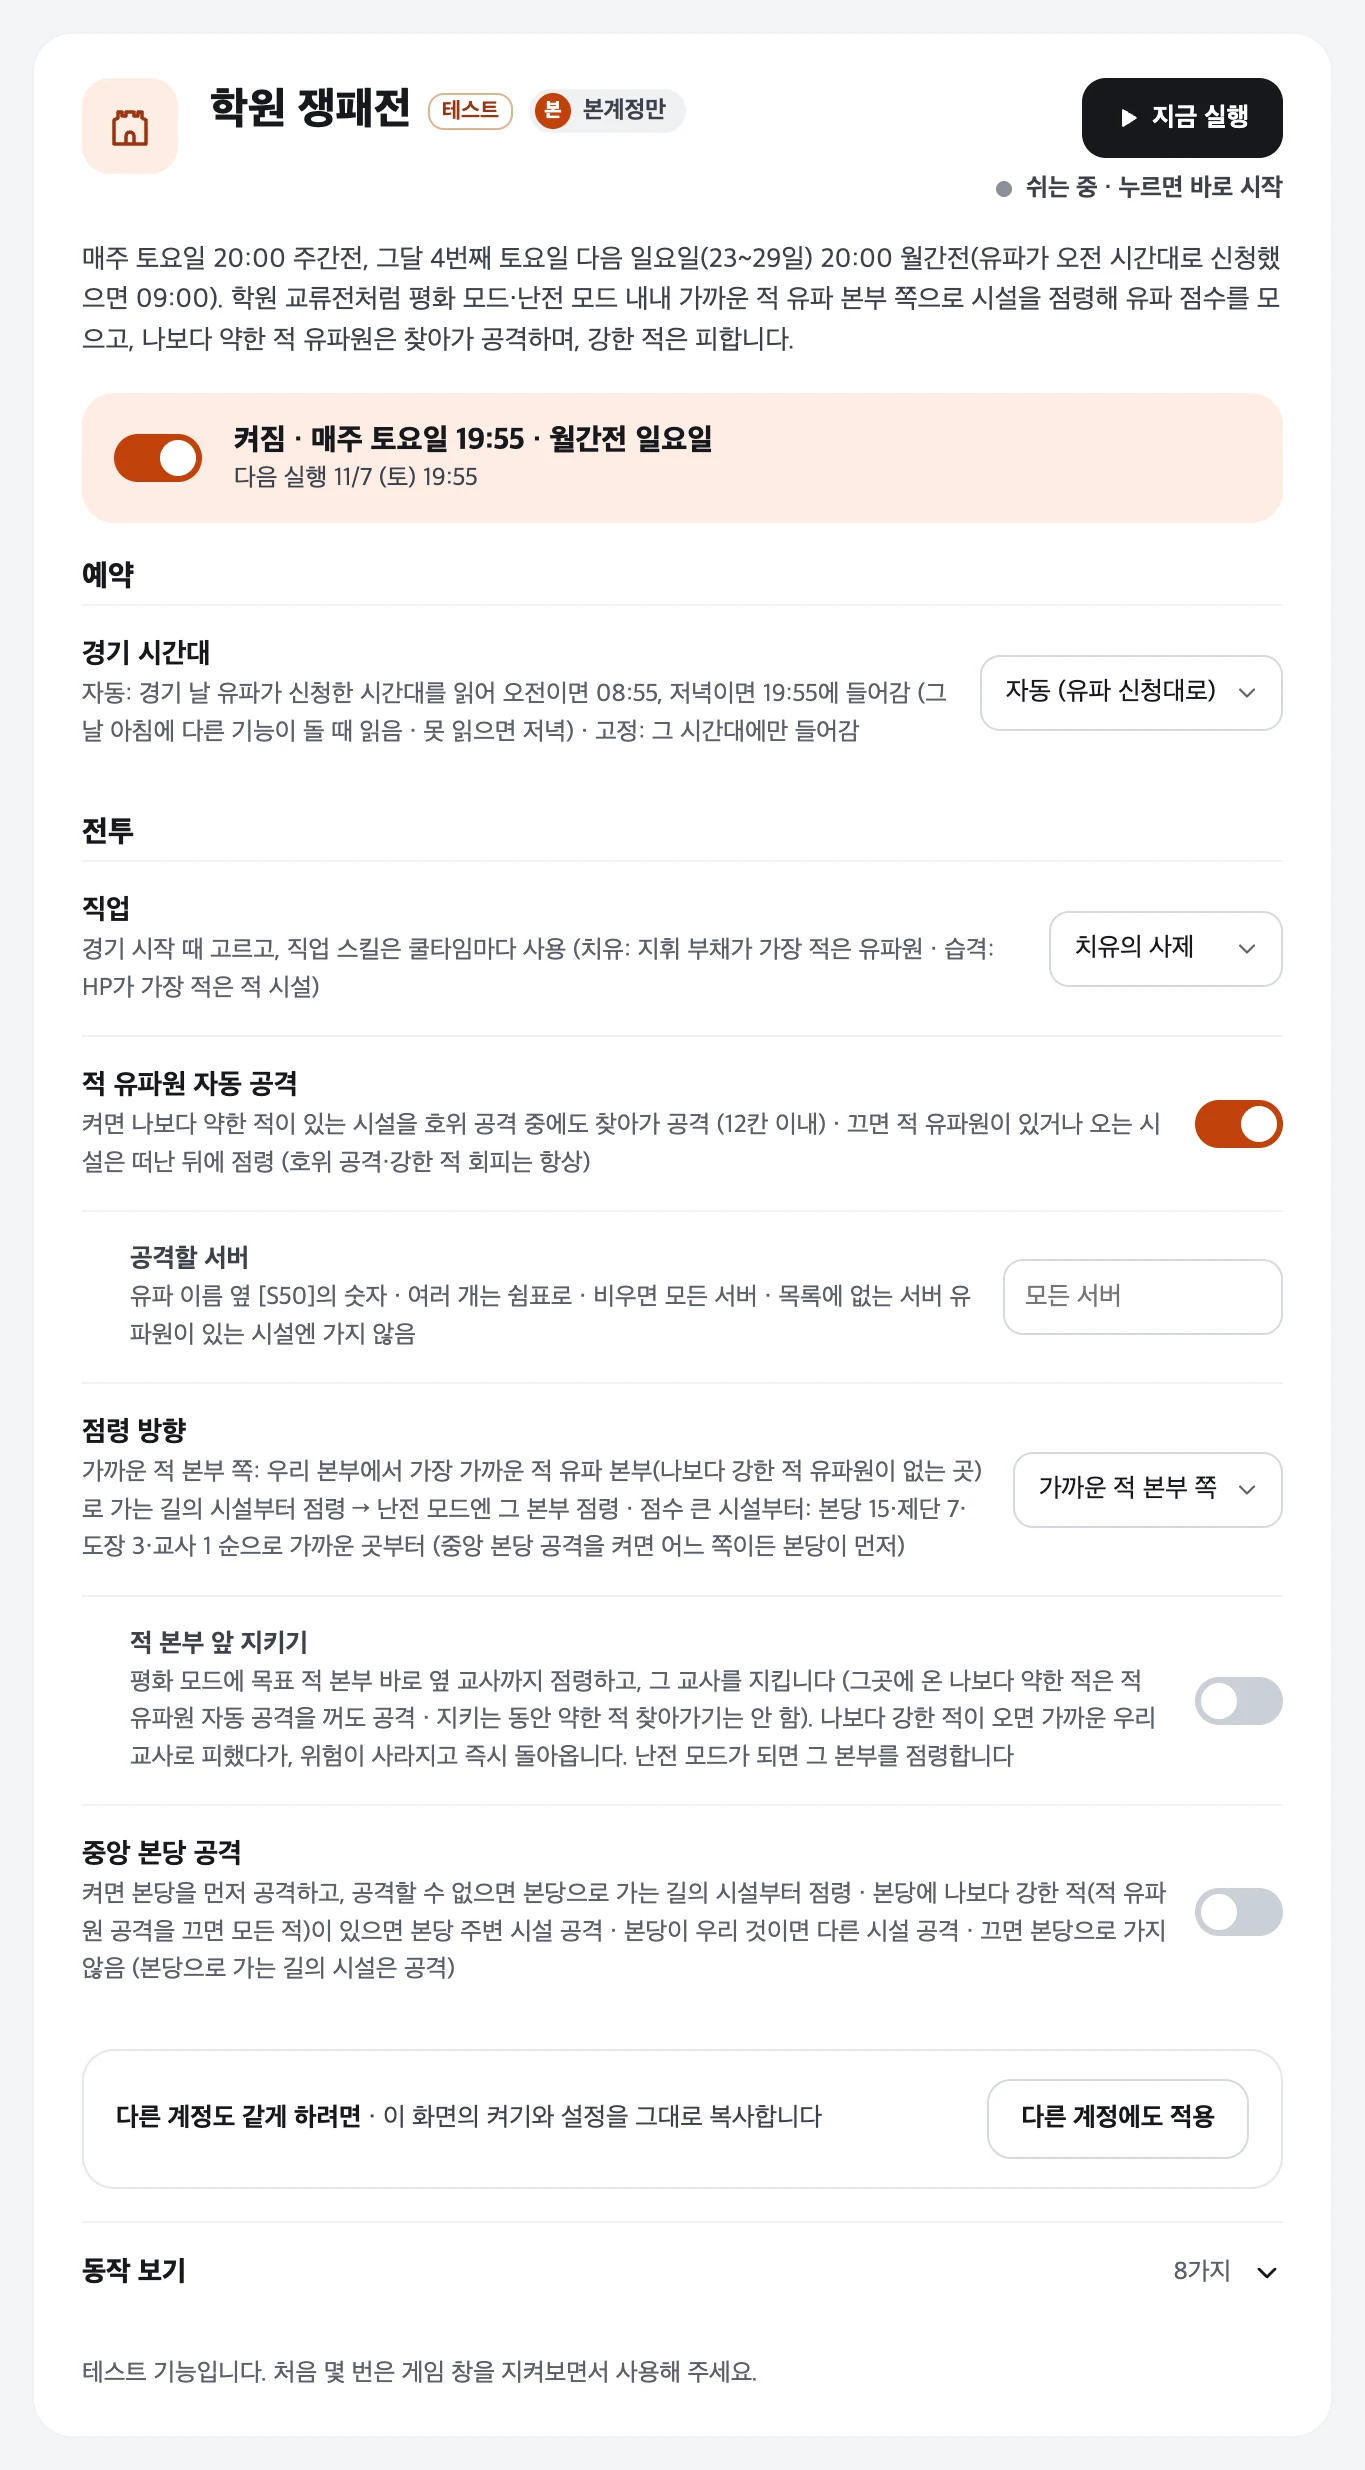 학원 쟁패전 테스트 본 본계정만
▶ 지금 실행
쉬는 중 · 누르면 바로 시작
매주 토요일 20:00 주간전, 그달 4번째 토요일 다음 일요일(23~29일) 20:00 월간전(유파가 오전 시간대로 신청했
으면 09:00). 학원 교류전처럼 평화 모드·난전 모드 내내 가까운 적 유파 본부 쪽으로 시설을 점령해 유파 점수를 모
으고, 나보다 약한 적 유파원은 찾아가 공격하며, 강한 적은 피합니다.
켜짐 · 매주 토요일 19:55 · 월간전 일요일
다음 실행 11/7 (토) 19:55
예약
경기 시간대
자동: 경기 날 유파가 신청한 시간대를 읽어 오전이면 08:55, 저녁이면 19:55에 들어감 (그
날 아침에 다른 기능이 돌 때 읽음 · 못 읽으면 저녁) · 고정: 그 시간대에만 들어감
자동 (유파 신청대로)
전투
직업
경기 시작 때 고르고, 직업 스킬은 쿨타임마다 사용 (치유: 지휘 부채가 가장 적은 유파원 · 습격:
HP가 가장 적은 적 시설)
치유의 사제
적 유파원 자동 공격
켜면 나보다 약한 적이 있는 시설을 호위 공격 중에도 찾아가 공격 (12칸 이내) · 끄면 적 유파원이 있거나 오는 시
설은 떠난 뒤에 점령 (호위 공격·강한 적 회피는 항상)
공격할 서버
유파 이름 옆 [S50]의 숫자 · 여러 개는 쉼표로 · 비우면 모든 서버 · 목록에 없는 서버 유
파원이 있는 시설엔 가지 않음
모든 서버
점령 방향
가까운 적 본부 쪽: 우리 본부에서 가장 가까운 적 유파 본부(나보다 강한 적 유파원이 없는 곳)
로 가는 길의 시설부터 점령 → 난전 모드엔 그 본부 점령 · 점수 큰 시설부터: 본당 15·제단 7·
도장 3·교사 1 순으로 가까운 곳부터 (중앙 본당 공격을 켜면 어느 쪽이든 본당이 먼저)
가까운 적 본부 쪽
적 본부 앞 지키기
평화 모드에 목표 적 본부 바로 옆 교사까지 점령하고, 그 교사를 지킵니다 (그곳에 온 나보다 약한 적은 적
유파원 자동 공격을 꺼도 공격 · 지키는 동안 약한 적 찾아가기는 안 함). 나보다 강한 적이 오면 가까운 우리
교사로 피했다가, 위험이 사라지고 즉시 돌아옵니다. 난전 모드가 되면 그 본부를 점령합니다
중앙 본당 공격
켜면 본당을 먼저 공격하고, 공격할 수 없으면 본당으로 가는 길의 시설부터 점령 · 본당에 나보다 강한 적(적 유파
원 공격을 끄면 모든 적)이 있으면 본당 주변 시설 공격 · 본당이 우리 것이면 다른 시설 공격 · 끄면 본당으로 가지
않음 (본당으로 가는 길의 시설은 공격)
다른 계정도 같게 하려면 · 이 화면의 켜기와 설정을 그대로 복사합니다
다른 계정에도 적용
동작 보기
8가지
테스트 기능입니다. 처음 몇 번은 게임 창을 지켜보면서 사용해 주세요.